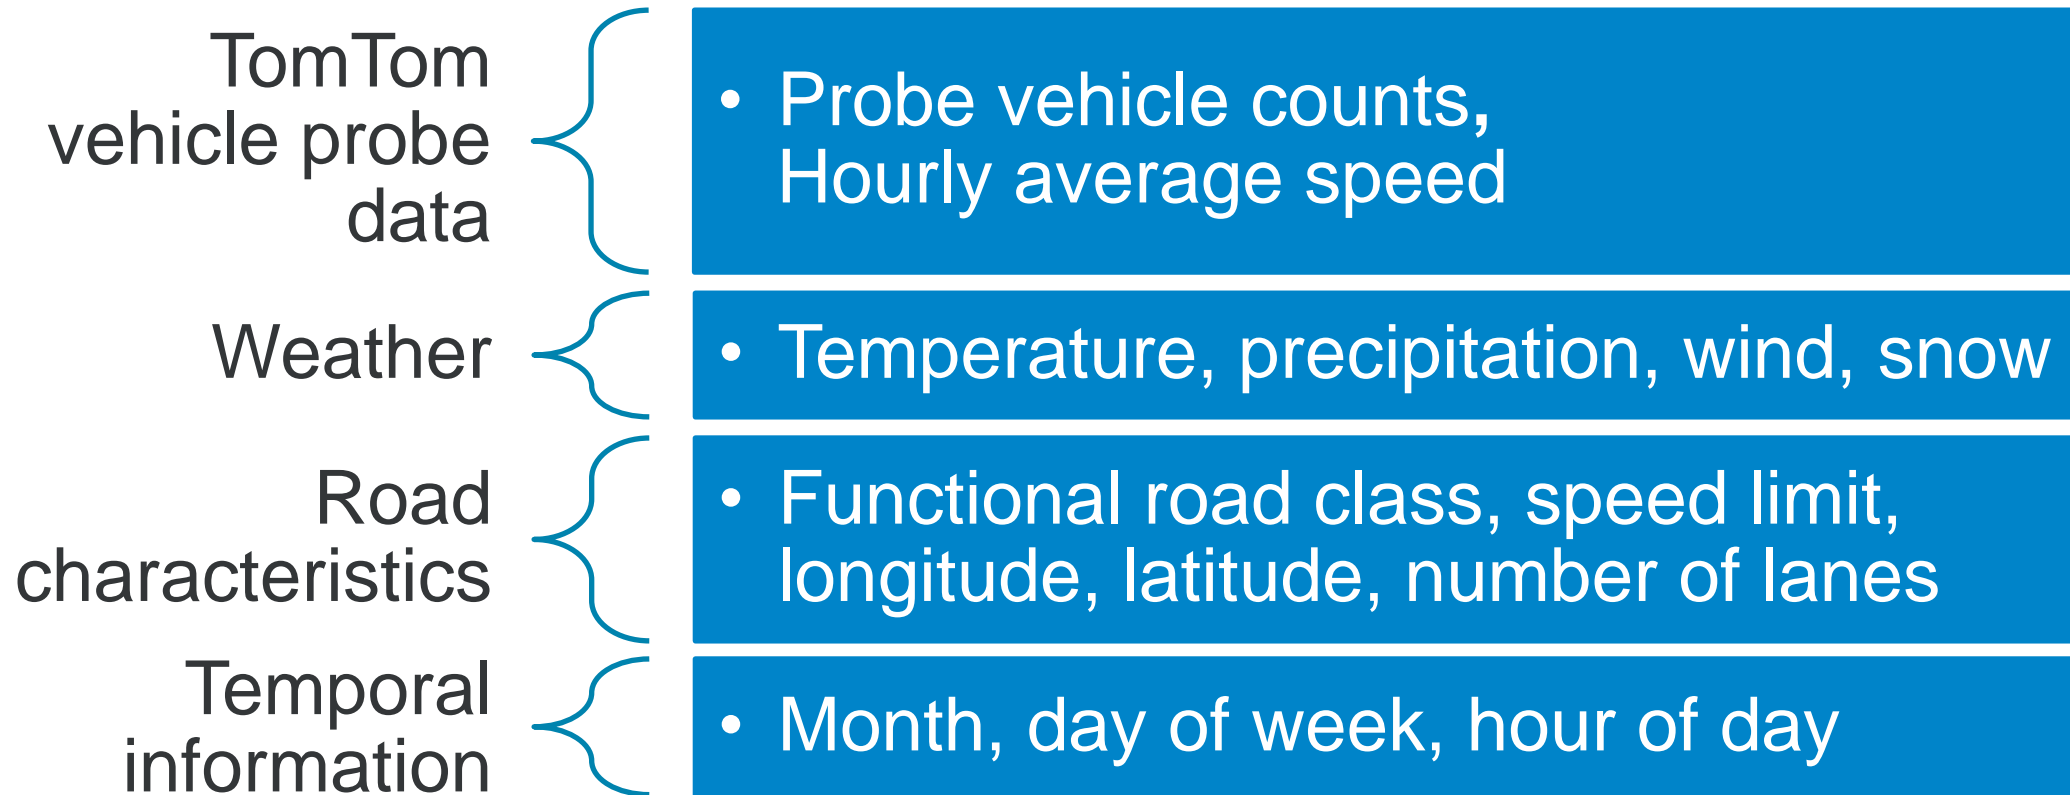 TomTom
vehicle probe
data
• Probe vehicle counts,
Hourly average speed
Weather
• Temperature, precipitation, wind, snow
Road
characteristics
• Functional road class, speed limit,
longitude, latitude, number of lanes
Temporal
information
• Month, day of week, hour of day